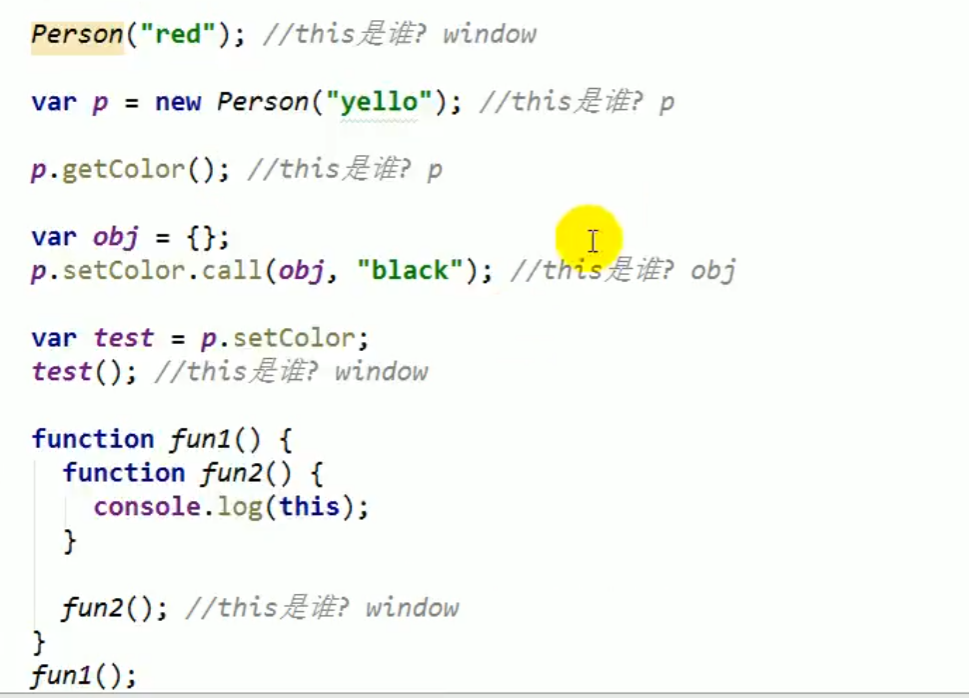 Person("red"); //this是谁? window
var p = new Person("yello"); //this是谁? p
p.getColor(); //this是谁? p
var obj = {};
p.setColor.call(obj, "black"); //this是谁? obj
var test = p.setColor;
test(); //this是谁? window
function fun1() {
function fun2() {
console.log(this);
}
fun2(); //this是谁? window
}
fun1();